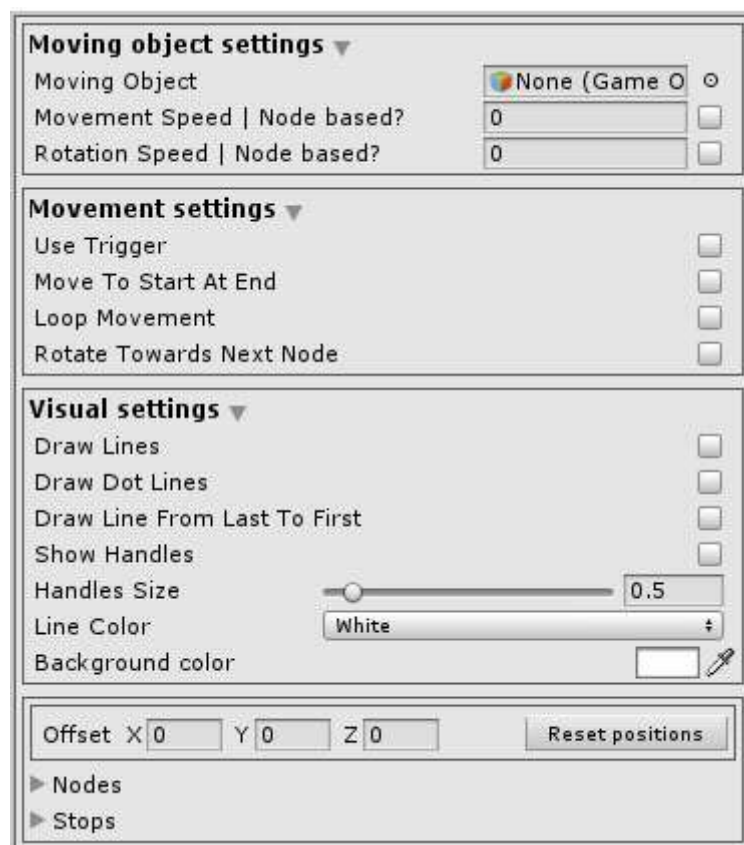 Moving object settings
Moving Object None (Game O
Movement Speed | Node based? 0
Rotation Speed | Node based? 0
Movement settings
Use Trigger
Move To Start At End
Loop Movement
Rotate Towards Next Node
Visual settings
Draw Lines
Draw Dot Lines
Draw Line From Last To First
Show Handles
Handles Size 0.5
Line Color White
Background color
Offset X 0 Y 0 Z 0 Reset positions
Nodes
Stops